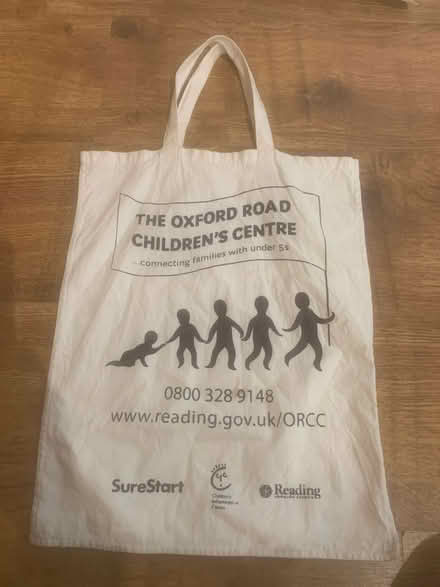 THE OXFORD ROAD
CHILDREN'S CENTRE
...connecting families with under 5s
0800 328 9148
www.reading.gov.uk/ORCC
SureStart
Children's
Reading